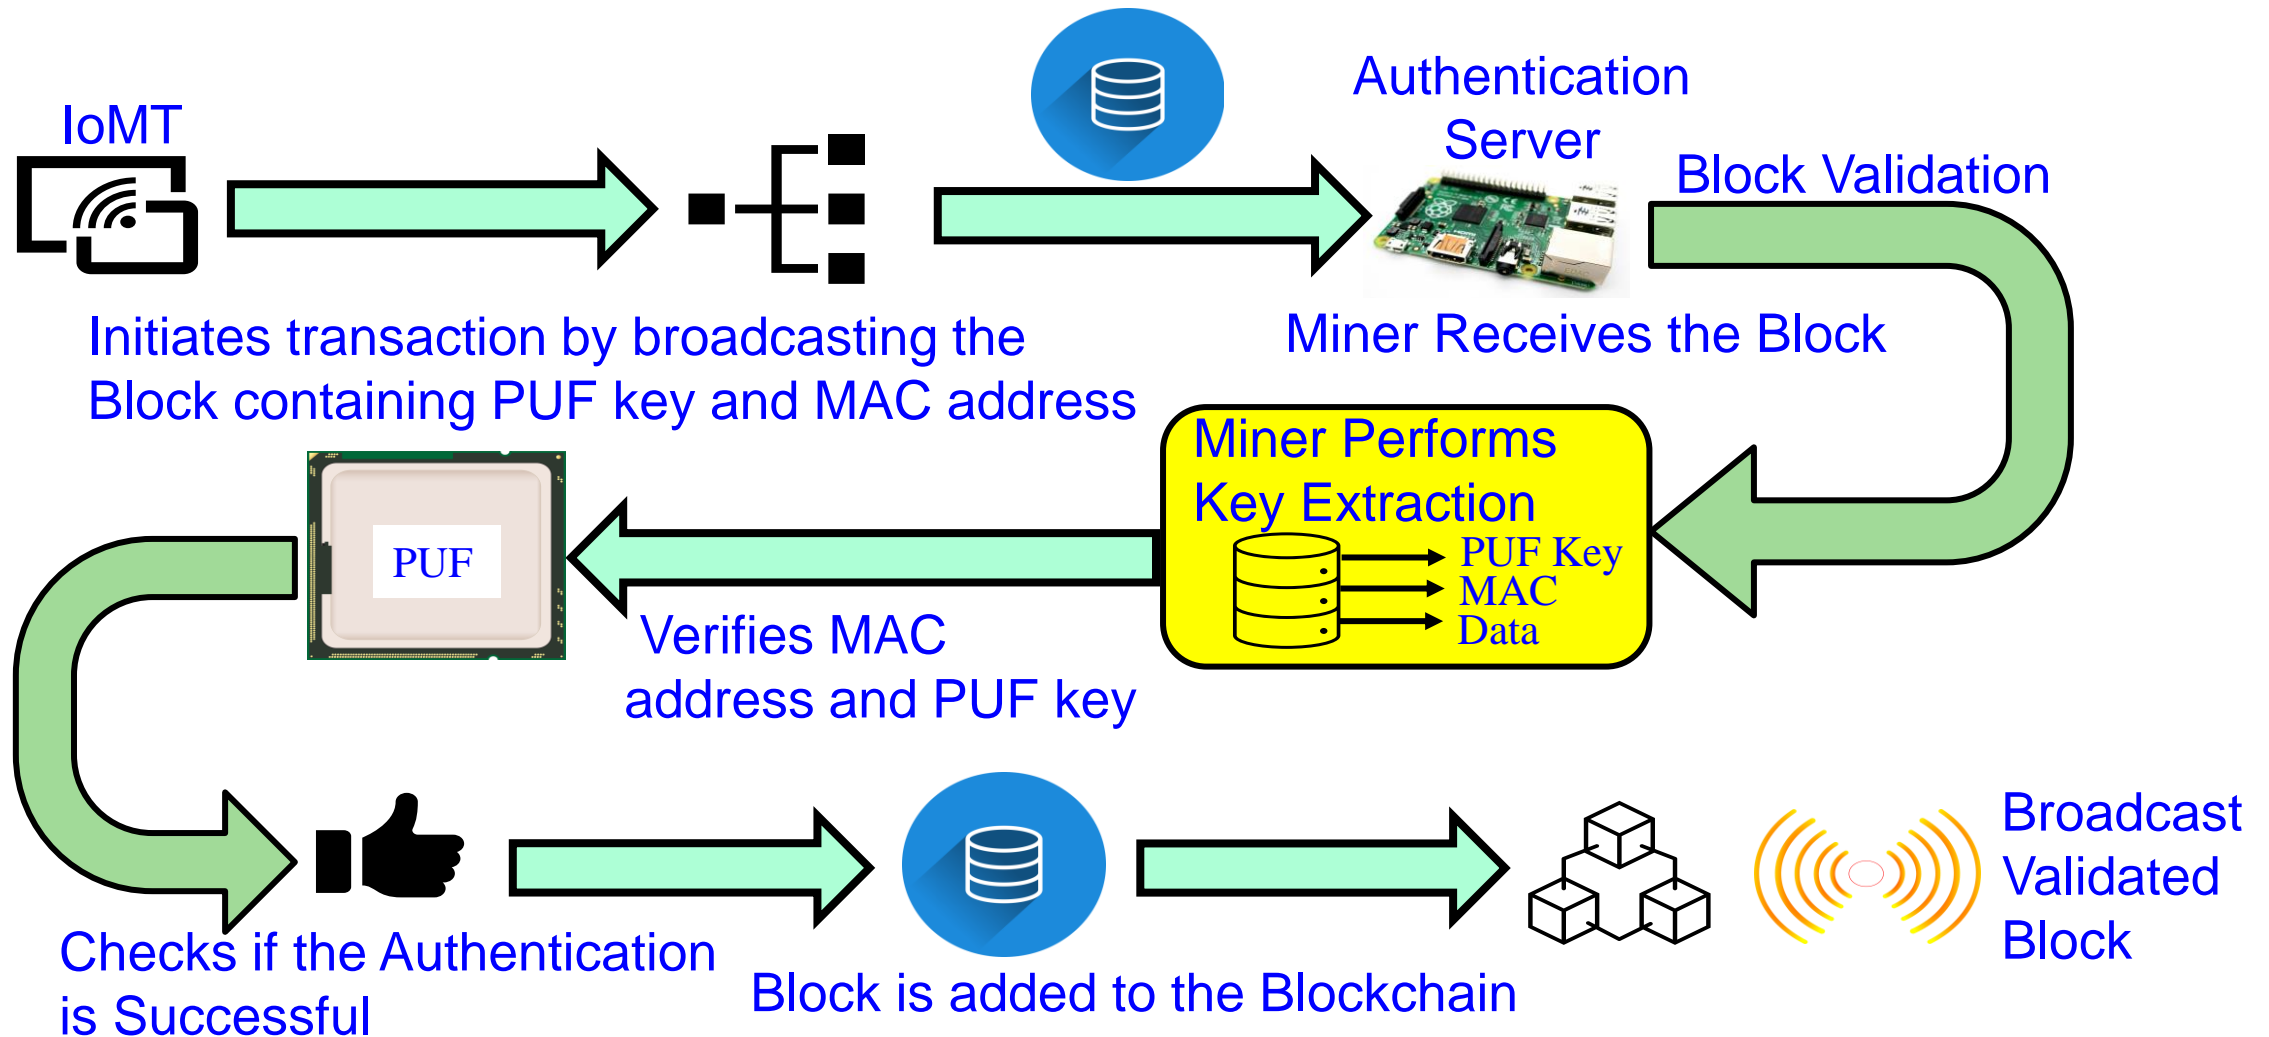 IoMT
Authentication
Server
Block Validation
Initiates transaction by broadcasting the
Block containing PUF key and MAC address
Miner Receives the Block
Miner Performs
Key Extraction
PUF Key
MAC
Data
PUF
Verifies MAC
address and PUF key
Checks if the Authentication
is Successful
Block is added to the Blockchain
Broadcast
Validated
Block